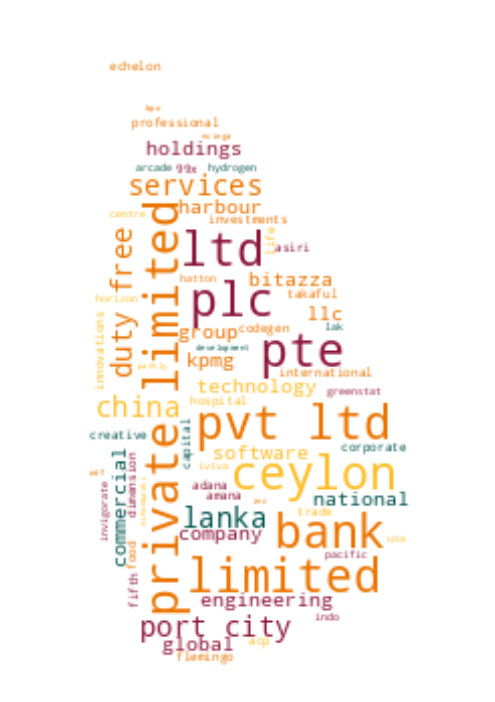 echelon
professional
holdings
arcade 99x hydrogen
services
centre
harbour
investments
private limited
duty free
ltd
life
asiri
hatton
bitazza
takaful
horizon
plc
llc
innovations
group
codegen
lak
development
pte
kpmg
international
technology
greenstat
china
hospital
pvt ltd
creative
capital
software
corporate
commercial
dimension
ceylon
adana
amana
national
invigorate
lanka
trade
bank
company
usa
food
pacific
fifth
limited
engineering
indo
port city
global
acp
flemingo